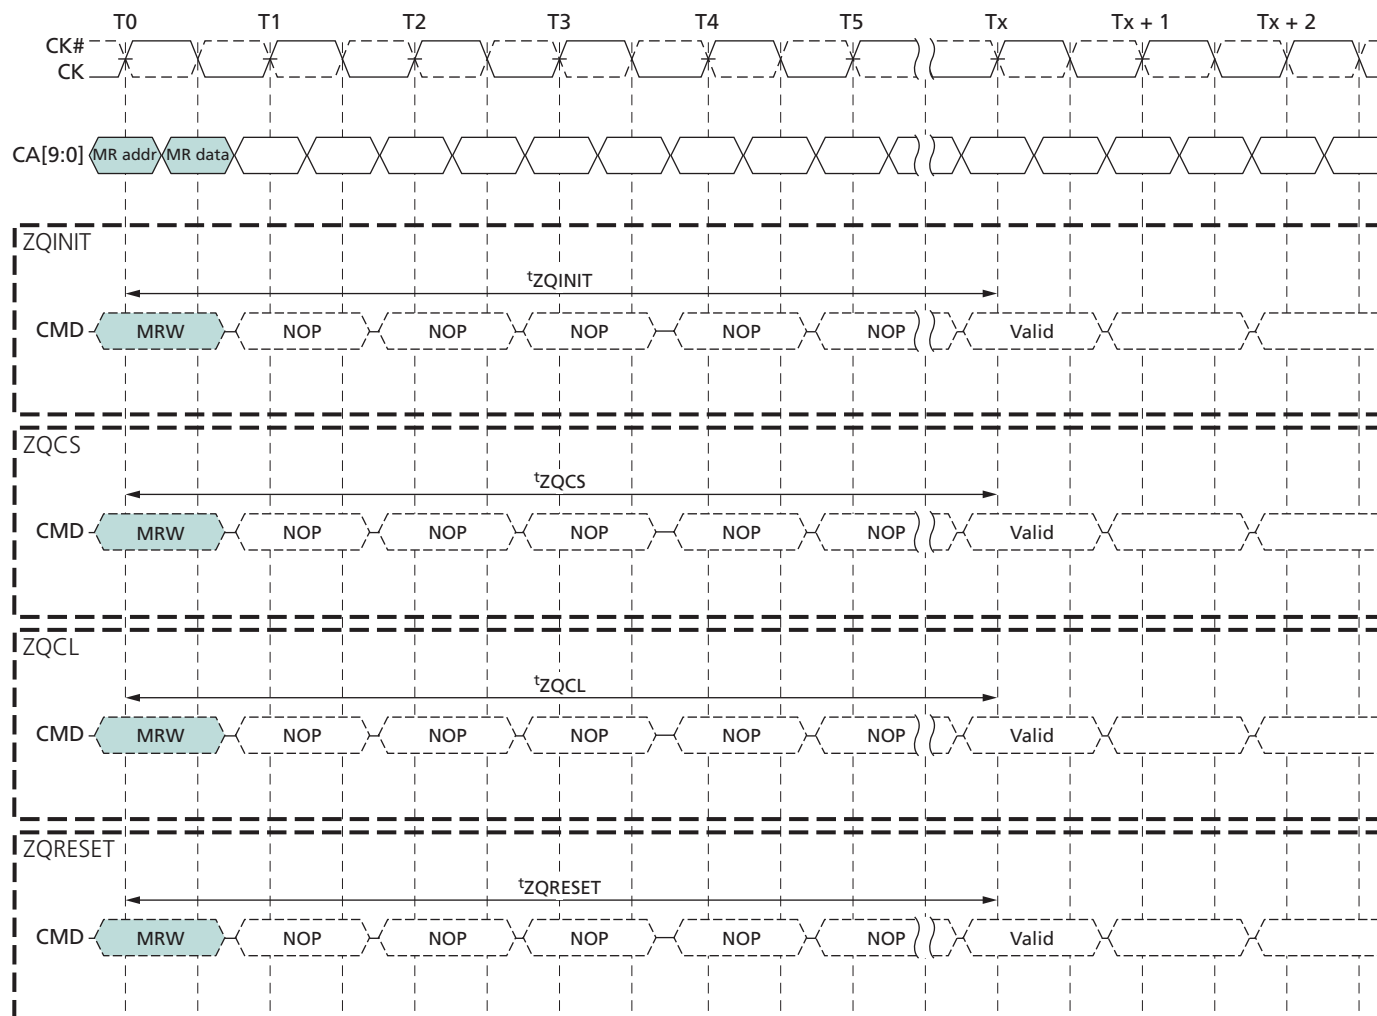 T0 T1 T2 T3 T4 T5 Tx Tx + 1 Tx + 2
CK#
CK
CA[9:0] MR addr MR data
ZQINIT
tZQINIT
CMD MRW NOP NOP NOP NOP NOP Valid
ZQCS
tZQCS
CMD MRW NOP NOP NOP NOP NOP Valid
ZQCL
tZQCL
CMD MRW NOP NOP NOP NOP NOP Valid
ZQRESET
tZQRESET
CMD MRW NOP NOP NOP NOP NOP Valid